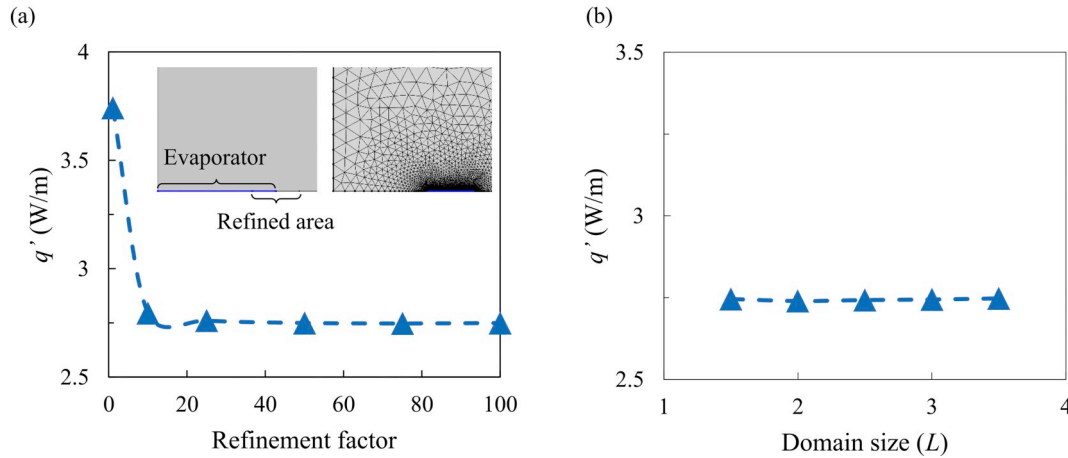 (a)
4
3.5
3
2.5
q’ (W/m)
Evaporator
Refined area
0 20 40 60 80 100
Refinement factor
(b)
3.5
3
2.5
q’ (W/m)
1 2 3 4
Domain size (L)